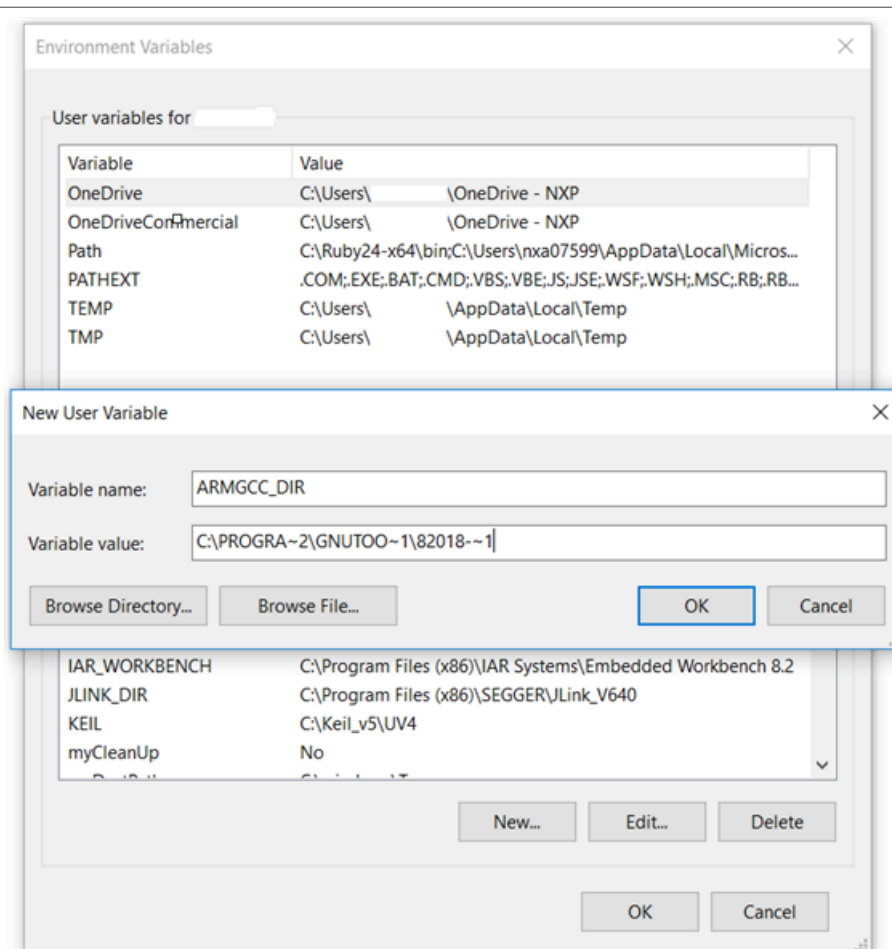 Environment Variables
User variables for
Variable Value
OneDrive C:\Users\ \OneDrive - NXP
OneDriveCommercial C:\Users\ \OneDrive - NXP
Path C:\Ruby24-x64\bin;C:\Users\nxa07599\AppData\Local\Micros...
PATHEXT .COM;.EXE;.BAT;.CMD;.VBS;.VBE;.JS;.JSE;.WSF;.WSH;.MSC;.RB;.RB...
TEMP C:\Users\ \AppData\Local\Temp
TMP C:\Users\ \AppData\Local\Temp
New User Variable
Variable name: ARMGCC_DIR
Variable value: C:\PROGRA~2\GNUTOO~1\82018-~1
Browse Directory... Browse File... OK Cancel
IAR_WORKBENCH C:\Program Files (x86)\IAR Systems\Embedded Workbench 8.2
JLINK_DIR C:\Program Files (x86)\SEGGER\JLink_V640
KEIL C:\Keil_v5\UV4
myCleanUp No
New... Edit... Delete
OK Cancel